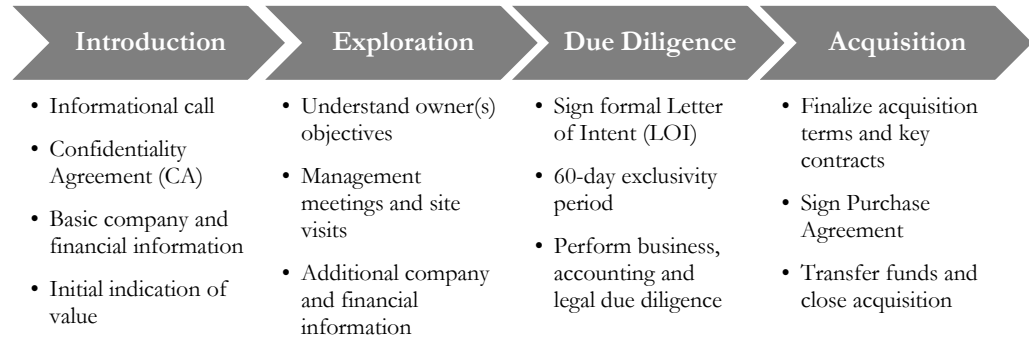 Introduction
• Informational call
• Confidentiality
Agreement (CA)
• Basic company and
financial information
• Initial indication of
value
Exploration
• Understand owner(s)
objectives
• Management
meetings and site
visits
• Additional company
and financial
information
Due Diligence
• Sign formal Letter
of Intent (LOI)
• 60-day exclusivity
period
• Perform business,
accounting and
legal due diligence
Acquisition
• Finalize acquisition
terms and key
contracts
• Sign Purchase
Agreement
• Transfer funds and
close acquisition